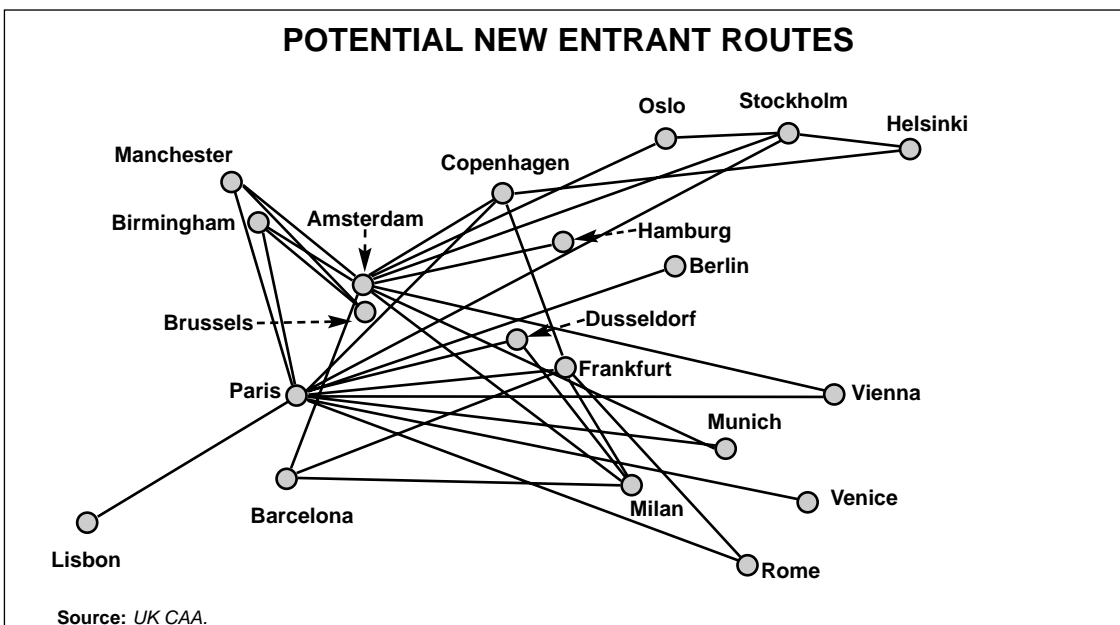 POTENTIAL NEW ENTRANT ROUTES
Oslo
Stockholm
Helsinki
Manchester
Copenhagen
Birmingham
Amsterdam
Hamburg
Berlin
Brussels
Dusseldorf
Frankfurt
Paris
Vienna
Munich
Venice
Milan
Barcelona
Lisbon
Rome
Source: UK CAA.